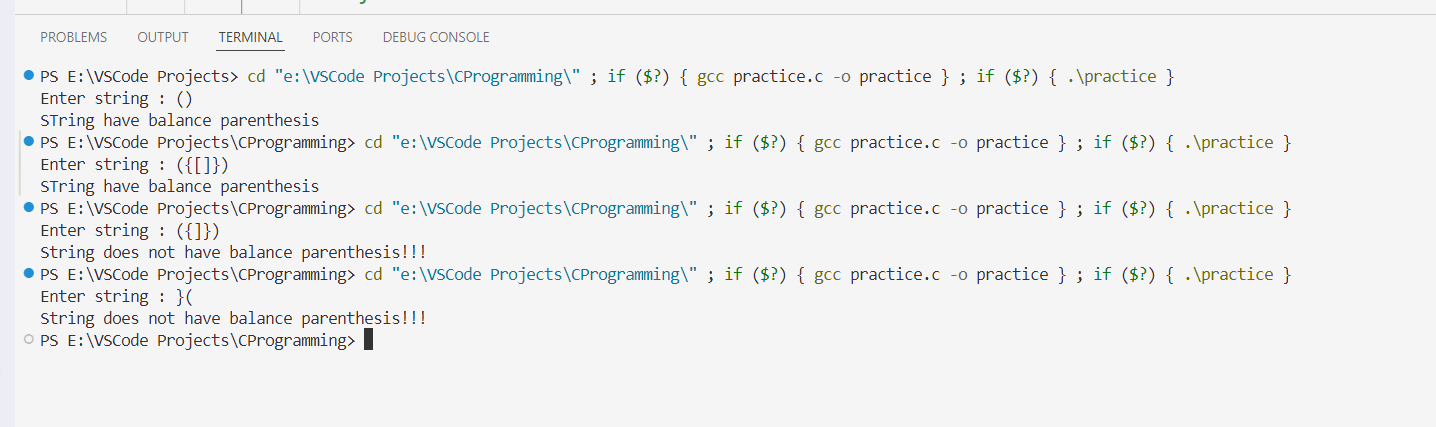 PROBLEMS OUTPUT TERMINAL PORTS DEBUG CONSOLE
PS E:\VSCode Projects> cd "e:\VSCode Projects\CProgramming\" ; if ($?) { gcc practice.c -o practice } ; if ($?) { .\practice }
Enter string : ()
STring have balance parenthesis
PS E:\VSCode Projects\CProgramming> cd "e:\VSCode Projects\CProgramming\" ; if ($?) { gcc practice.c -o practice } ; if ($?) { .\practice }
Enter string : ({[]})
STring have balance parenthesis
PS E:\VSCode Projects\CProgramming> cd "e:\VSCode Projects\CProgramming\" ; if ($?) { gcc practice.c -o practice } ; if ($?) { .\practice }
Enter string : ({]})
String does not have balance parenthesis!!!
PS E:\VSCode Projects\CProgramming> cd "e:\VSCode Projects\CProgramming\" ; if ($?) { gcc practice.c -o practice } ; if ($?) { .\practice }
Enter string : }(
String does not have balance parenthesis!!!
PS E:\VSCode Projects\CProgramming>